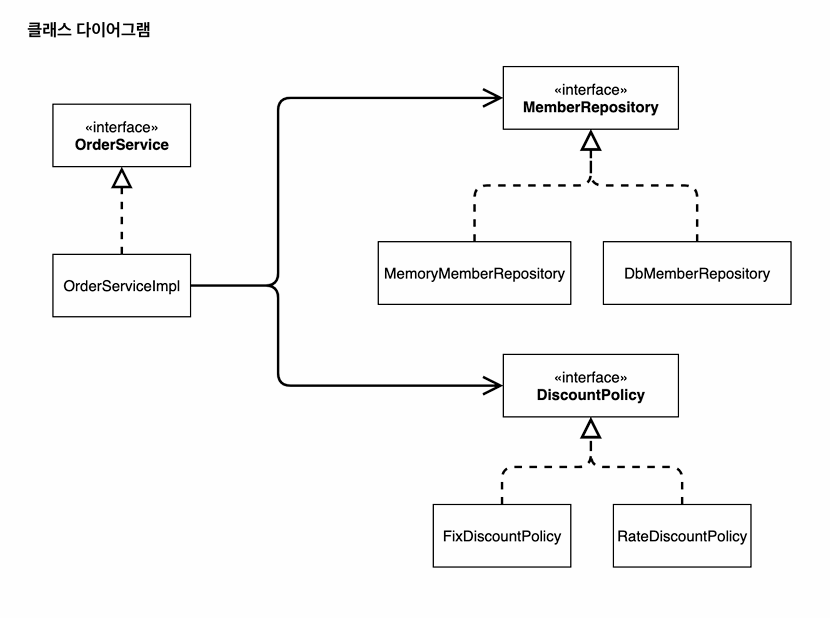 클래스 다이어그램
«interface»
OrderService
OrderServiceImpl
«interface»
MemberRepository
MemoryMemberRepository
DbMemberRepository
«interface»
DiscountPolicy
FixDiscountPolicy
RateDiscountPolicy